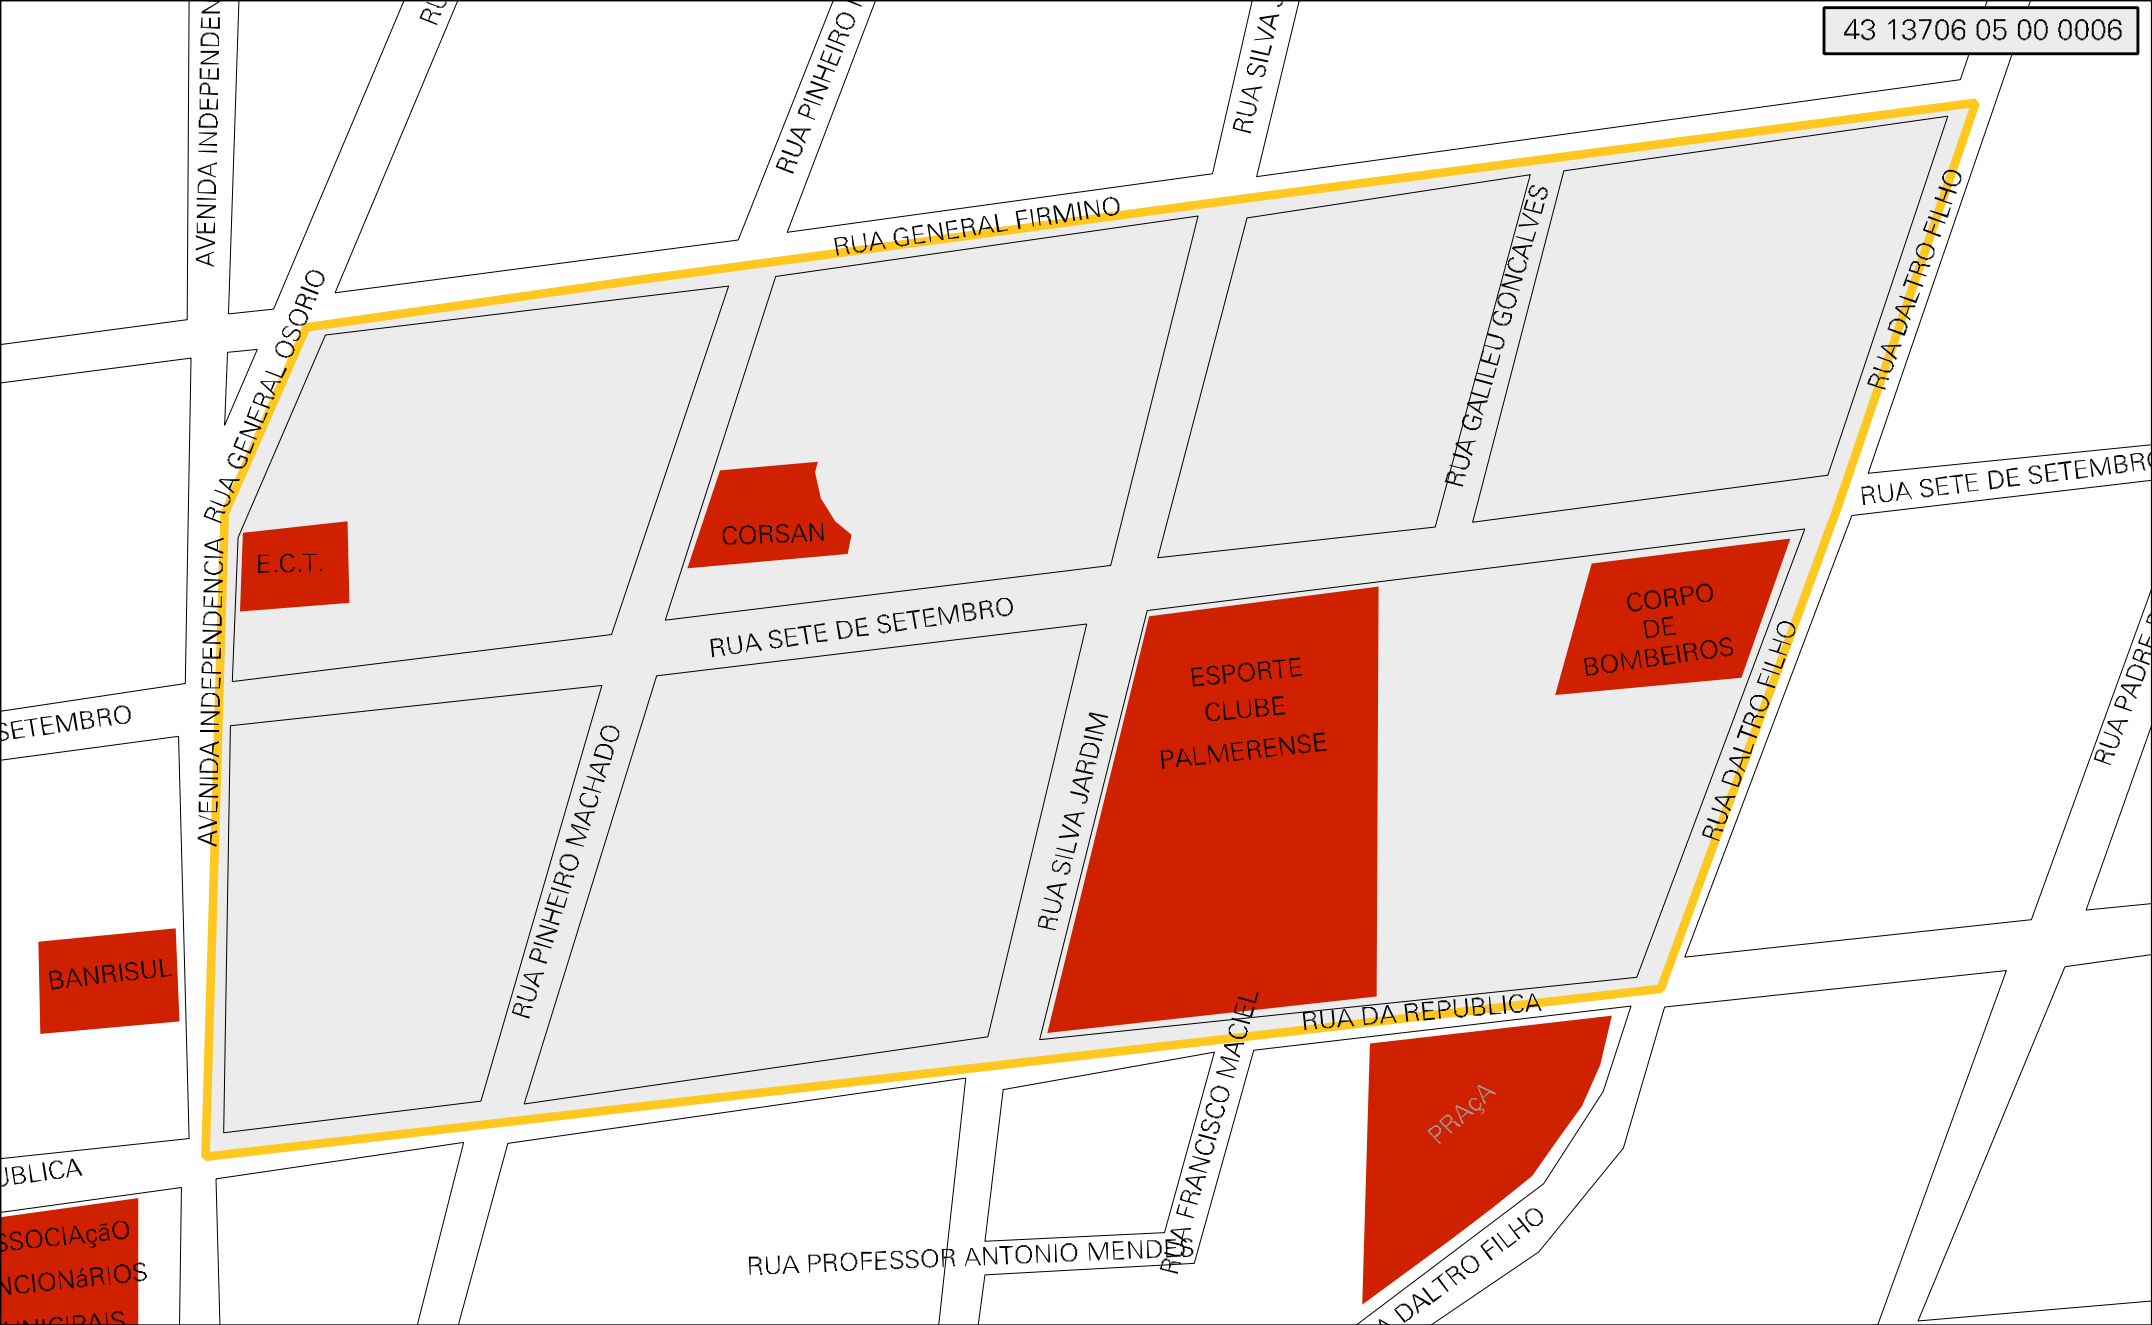 43 13706 05 00 0006
AVENIDA INDEPENDEN
RU
RUA PINHEIRO
RUA SILVA
RUA GENERAL FIRMINO
RUA GENERAL OSORIO
RUA GALILEU GONCALVES
RUA DALTRO FILHO
RUA SETE DE SETEMBRO
CORSAN
E.C.T.
AVENIDA INDEPENDENCIA
RUA SETE DE SETEMBRO
CORPO
DE
BOMBEIROS
ESPORTE
CLUBE
PALMERENSE
RUA DALTRO FILHO
RUA PADRE
SETEMBRO
RUA PINHEIRO MACHADO
RUA SILVA JARDIM
BANRISUL
RUA DA REPUBLICA
RUA FRANCISCO MACIEL
PRAçA
UBLICA
SSOCIAçãO
NCIONáRIOS
UNICIPAIS
RUA PROFESSOR ANTONIO MENDES
A DALTRO FILHO